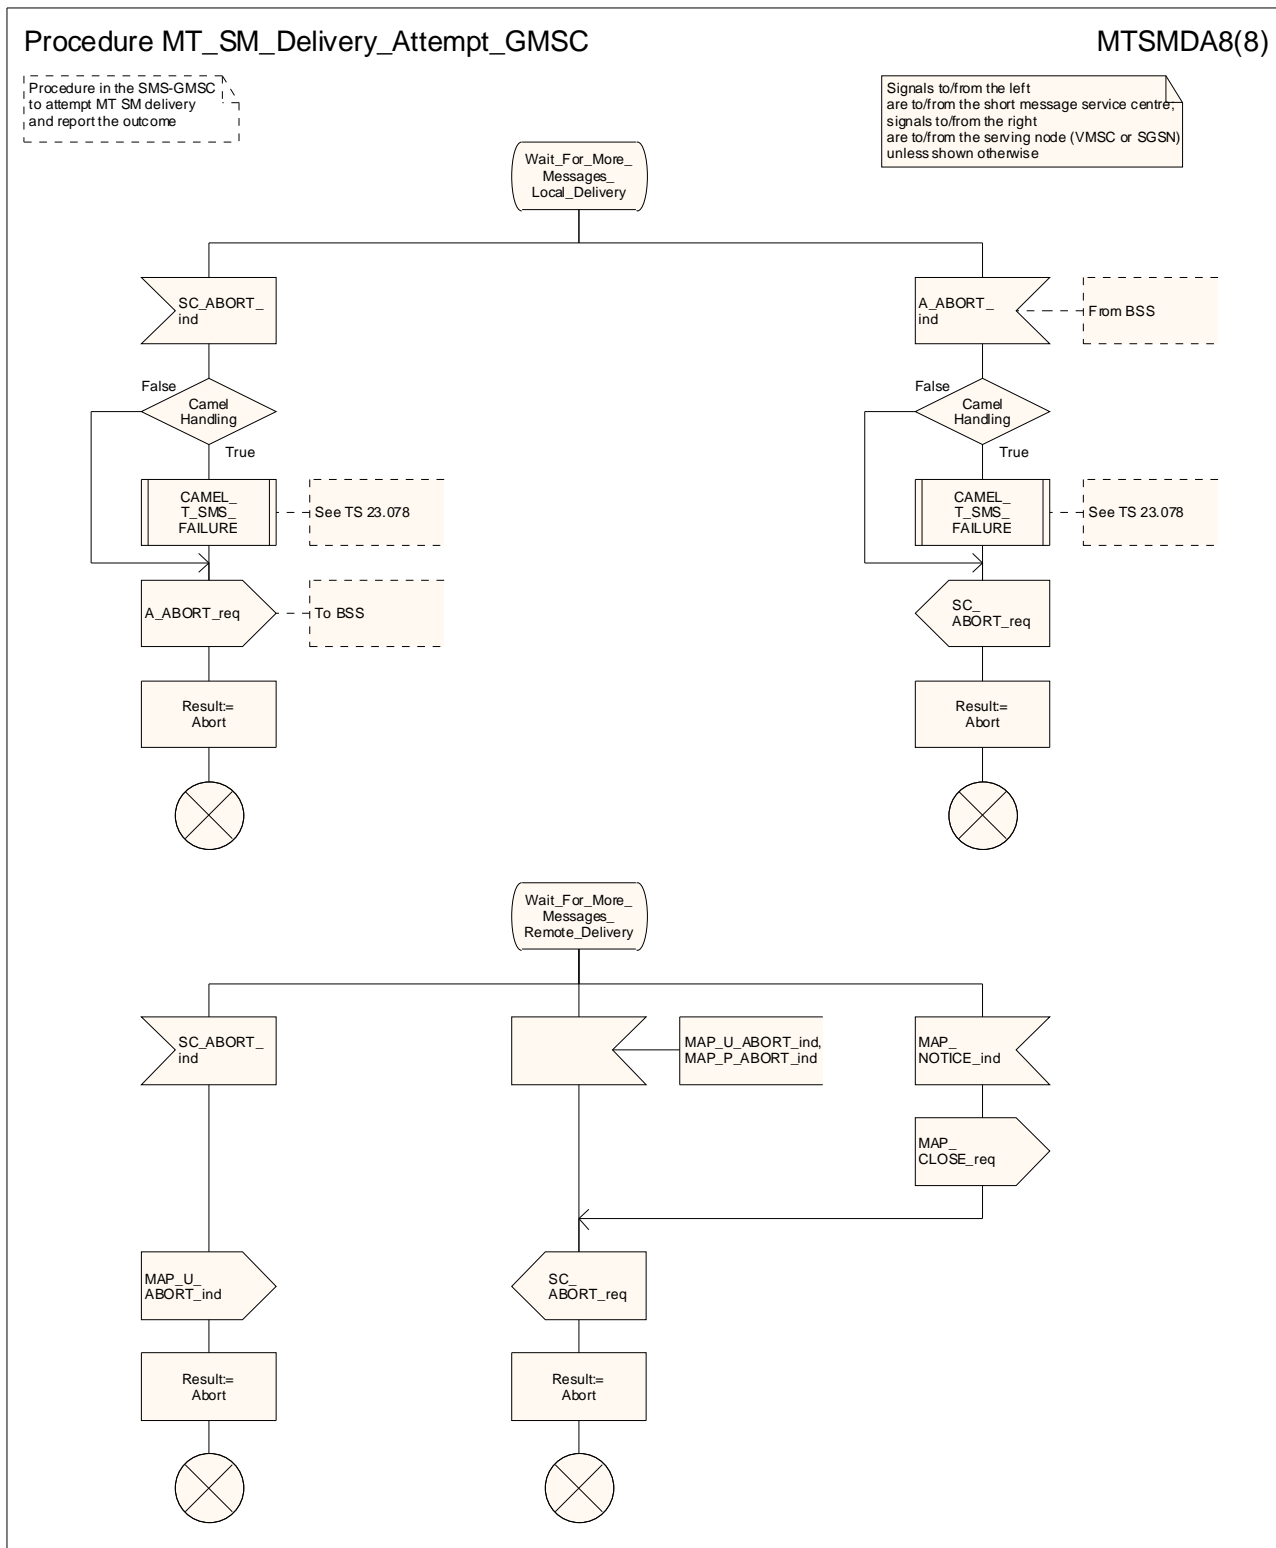 Procedure MT_SM_Delivery_Attempt_GMSC
MTSMDA8(8)
Procedure in the SMS-GMSC
to attempt MT SM delivery
and report the outcome
Signals to/from the left
are to/from the short message service centre;
signals to/from the right
are to/from the serving node (VMSC or SGSN)
unless shown otherwise
Wait_For_More_
Messages_
Local_Delivery
SC_ABORT_
ind
A_ABORT_
ind
From BSS
False
Camel
Handling
True
False
Camel
Handling
True
CAMEL_
T_SMS_
FAILURE
See TS 23.078
CAMEL_
T_SMS_
FAILURE
See TS 23.078
A_ABORT_req
To BSS
SC_
ABORT_req
Result:=
Abort
Result:=
Abort
Wait_For_More_
Messages_
Remote_Delivery
SC_ABORT_
ind
MAP_U_ABORT_ind,
MAP_P_ABORT_ind
MAP_
NOTICE_ind
MAP_
CLOSE_req
MAP_U_
ABORT_ind
SC_
ABORT_req
Result:=
Abort
Result:=
Abort